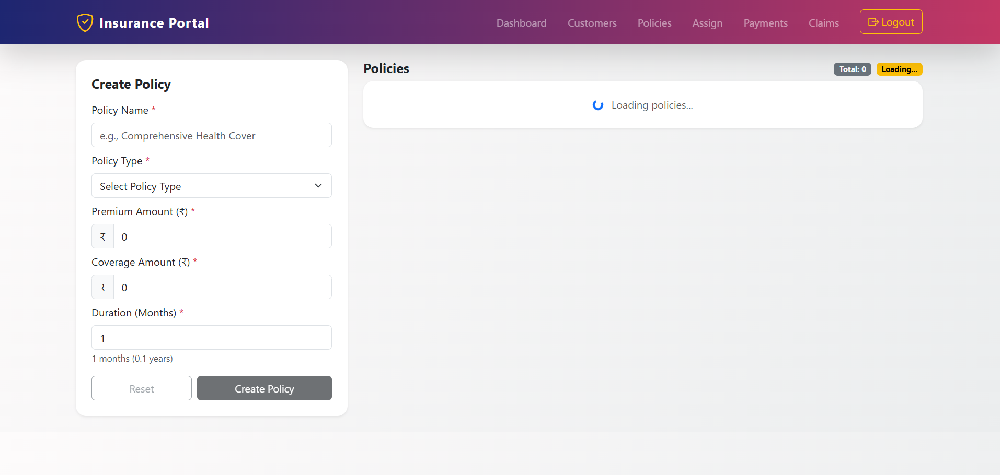 Insurance Portal
Dashboard Customers Policies Assign Payments Claims Logout
Create Policy
Policy Name *
e.g., Comprehensive Health Cover
Policy Type *
Select Policy Type
Premium Amount (₹) *
₹ 0
Coverage Amount (₹) *
₹ 0
Duration (Months) *
1
1 months (0.1 years)
Reset Create Policy
Policies Total: 0 Loading...
Loading policies...